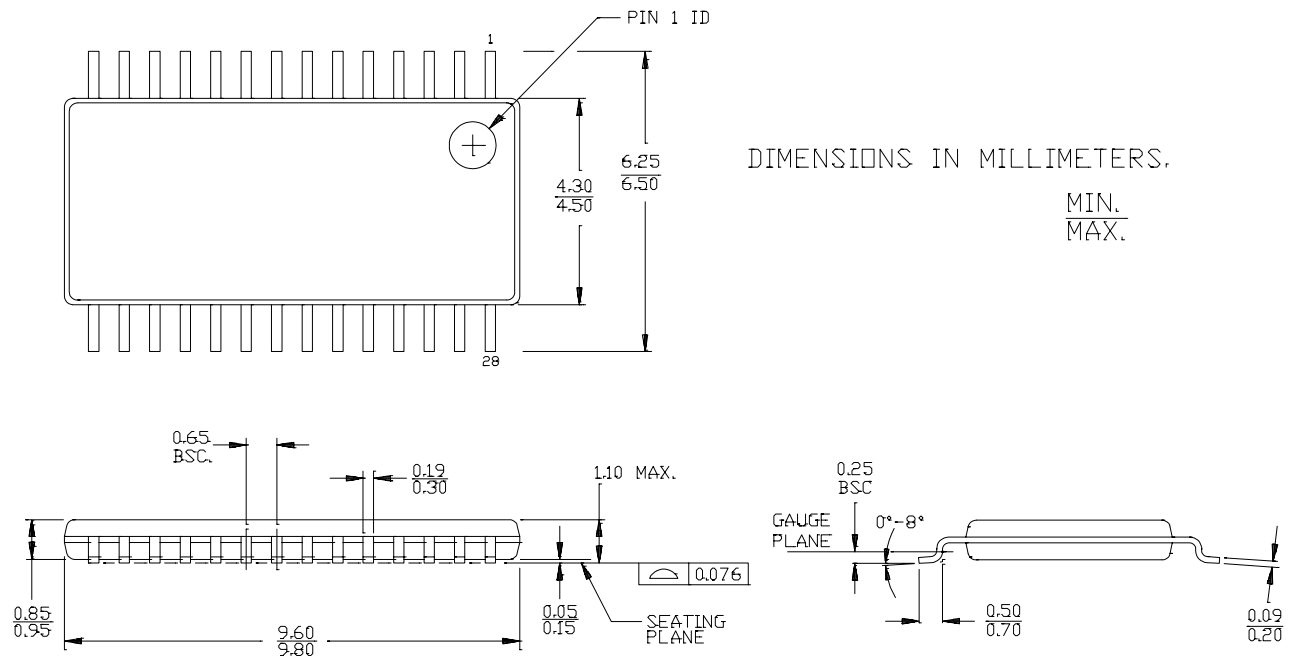 PIN 1 ID
1
6.25
6.50
4.30
4.50
28
DIMENSIONS IN MILLIMETERS.
MIN.
MAX.
0.65
BSC.
0.19
0.30
1.10 MAX.
0.85
0.95
9.60
9.80
0.05
0.15
SEATING
PLANE
0.076
0.25
BSC
GAUGE
PLANE
0°-8°
0.50
0.70
0.09
0.20